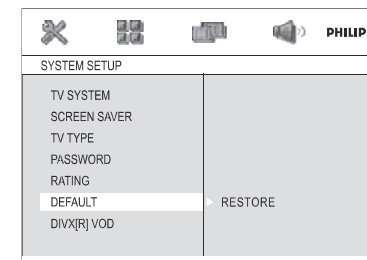 PHILIP
SYSTEM SETUP
TV SYSTEM
SCREEN SAVER
TV TYPE
PASSWORD
RATING
DEFAULT RESTORE
DIVX[R] VOD